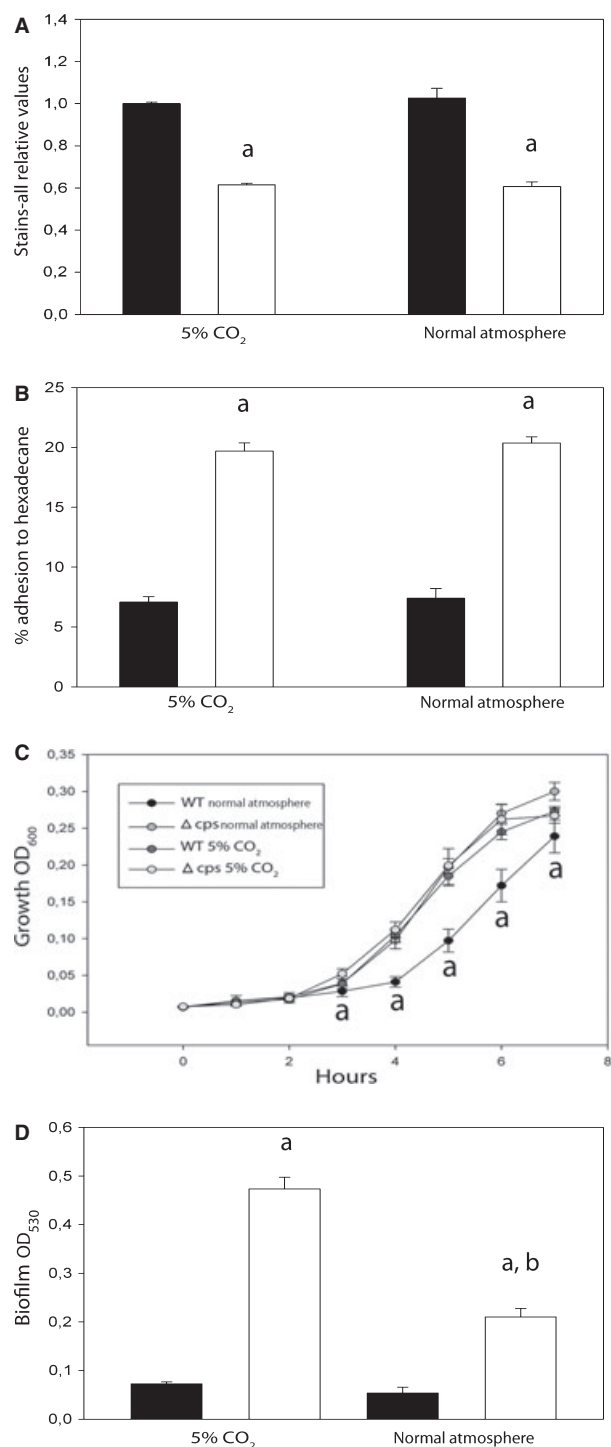 A
1,4
1,2
1,0
0,8
0,6
0,4
0,2
0,0
Stains-all relative values
a
a
5% CO2
Normal atmosphere
B
25
20
15
10
5
0
% adhesion to hexadecane
a
a
5% CO2
Normal atmosphere
C
0,35
0,30
0,25
0,20
0,15
0,10
0,05
0,00
Growth OD600
WT normal atmosphere
Δ cps normal atmosphere
WT 5% CO2
Δ cps 5% CO2
a
a
a
a
a
0 2 4 6 8
Hours
D
0,6
0,5
0,4
0,3
0,2
0,1
0,0
Biofilm OD530
a
a, b
5% CO2
Normal atmosphere